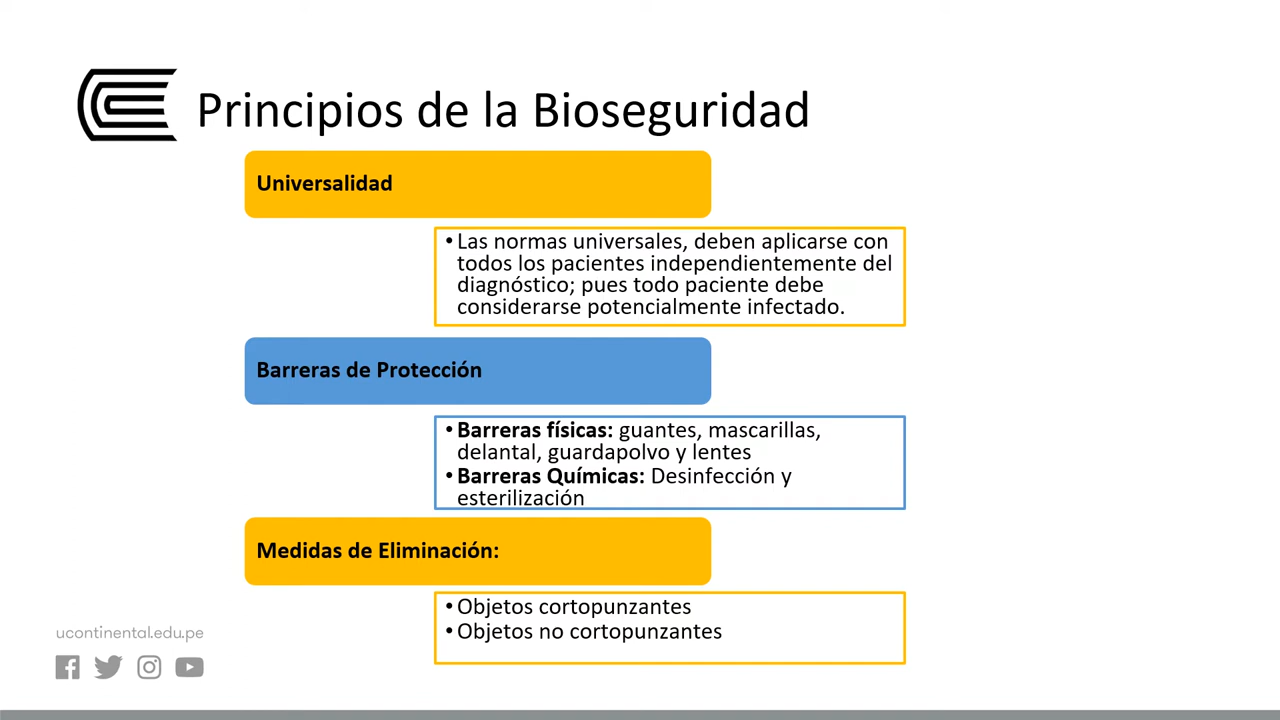 Principios de la Bioseguridad
Universalidad
•Las normas universales, deben aplicarse con
todos los pacientes independientemente del
diagnóstico; pues todo paciente debe
considerarse potencialmente infectado.
Barreras de Protección
•Barreras físicas: guantes, mascarillas,
delantal, guardapolvo y lentes
•Barreras Químicas: Desinfección y
esterilización
Medidas de Eliminación:
•Objetos cortopunzantes
•Objetos no cortopunzantes
ucontinental.edu.pe